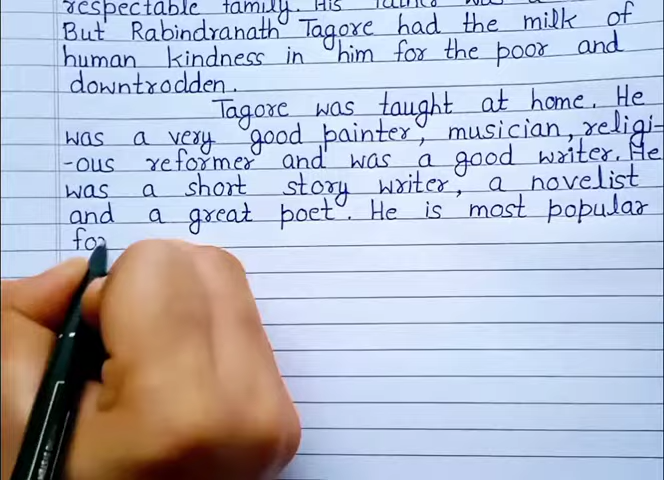 respectable family. His
But Rabindranath Tagore had the milk of
human kindness in him for the poor and
downtrodden.
Tagore was taught at home. He
was a very good painter, musician, religi-
-ous reformer and was a good writer. He
was a short story writer, a novelist
and a great poet. He is most popular
for